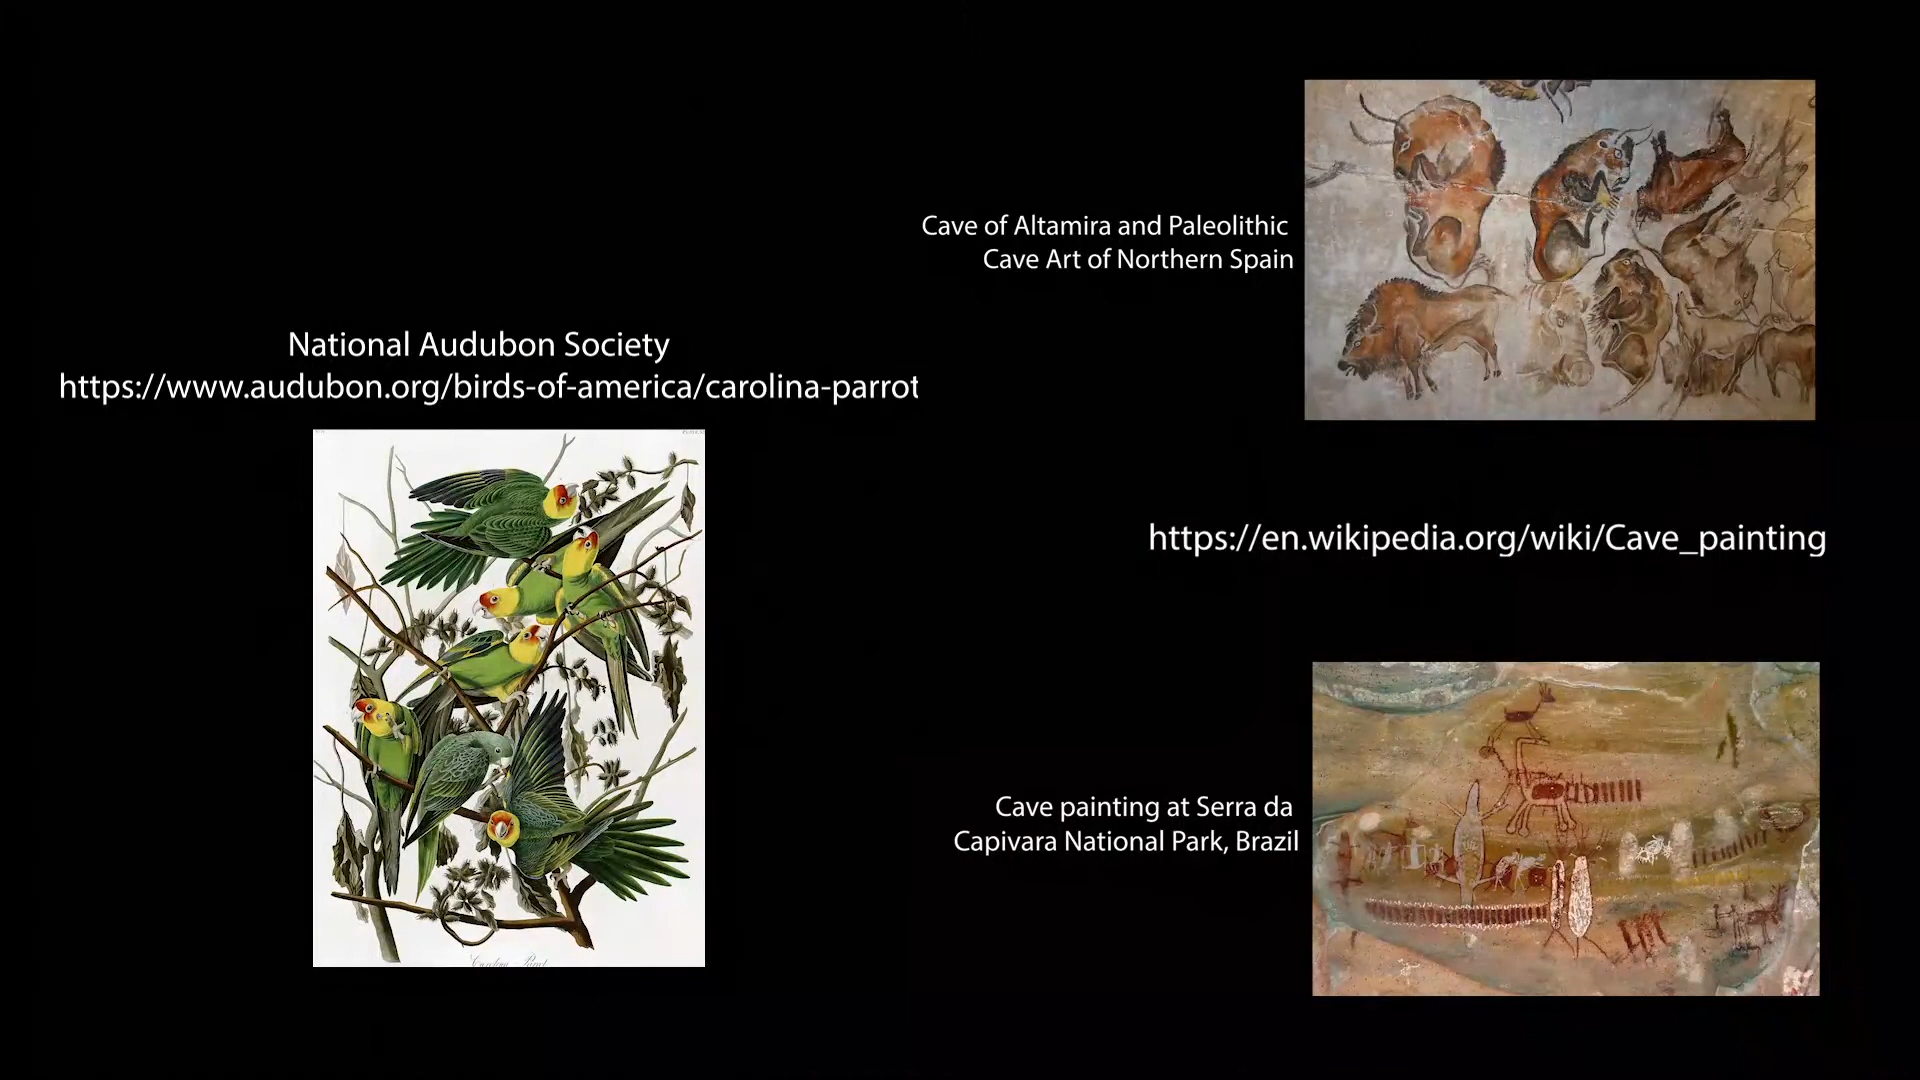 National Audubon Society
https://www.audubon.org/birds-of-america/carolina-parrot
Cave of Altamira and Paleolithic
Cave Art of Northern Spain
https://en.wikipedia.org/wiki/Cave_painting
Cave painting at Serra da
Capivara National Park, Brazil